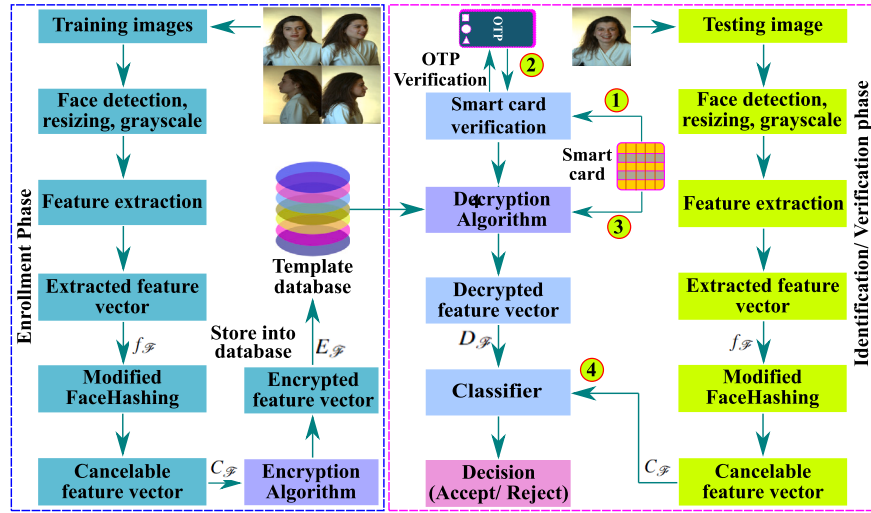 Enrollment Phase
Training images
Face detection,
resizing, grayscale
Feature extraction
Extracted feature
vector
f𝓕
Modified
FaceHashing
Cancelable
feature vector
C𝓕
Encryption
Algorithm
Encrypted
feature vector
E𝓕
Store into
database
Template
database
OTP
OTP
Verification
2
Smart card
verification
1
Smart
card
3
4
Decryption
Algorithm
Decrypted
feature vector
D𝓕
Classifier
4
Decision
(Accept/ Reject)
Testing image
Face detection,
resizing, grayscale
Feature extraction
Extracted feature
vector
f𝓕
Modified
FaceHashing
Cancelable
feature vector
C𝓕
Identification/ Verification phase